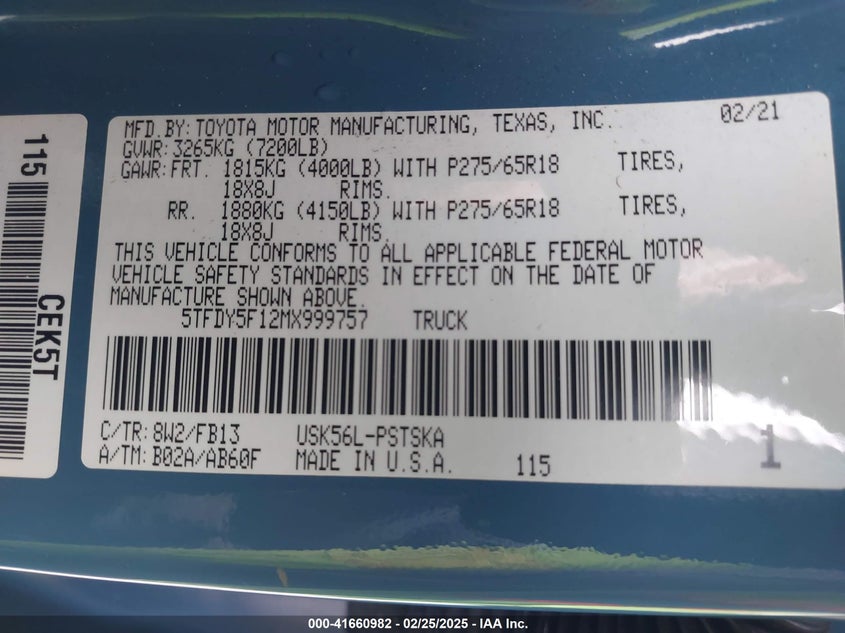 115
CEK5T
MFD.BY:TOYOTA MOTOR MANUFACTURING, TEXAS, INC. 02/21
GVWR:3265KG (7200LB)
GAWR:FRT. 1815KG (4000LB) WITH P275/65R18 TIRES,
18X8J RIMS.
RR. 1880KG (4150LB) WITH P275/65R18 TIRES,
18X8J RIMS.
THIS VEHICLE CONFORMS TO ALL APPLICABLE FEDERAL MOTOR
VEHICLE SAFETY STANDARDS IN EFFECT ON THE DATE OF
MANUFACTURE SHOWN ABOVE.
5TFDY5F12MX999757 TRUCK
C/TR:8W2/FB13 USK56L-PSTSKA
A/TM:B02A/AB60F MADE IN U.S.A. 115 1
000-41660982 / 02/25/2025 - IAA Inc.